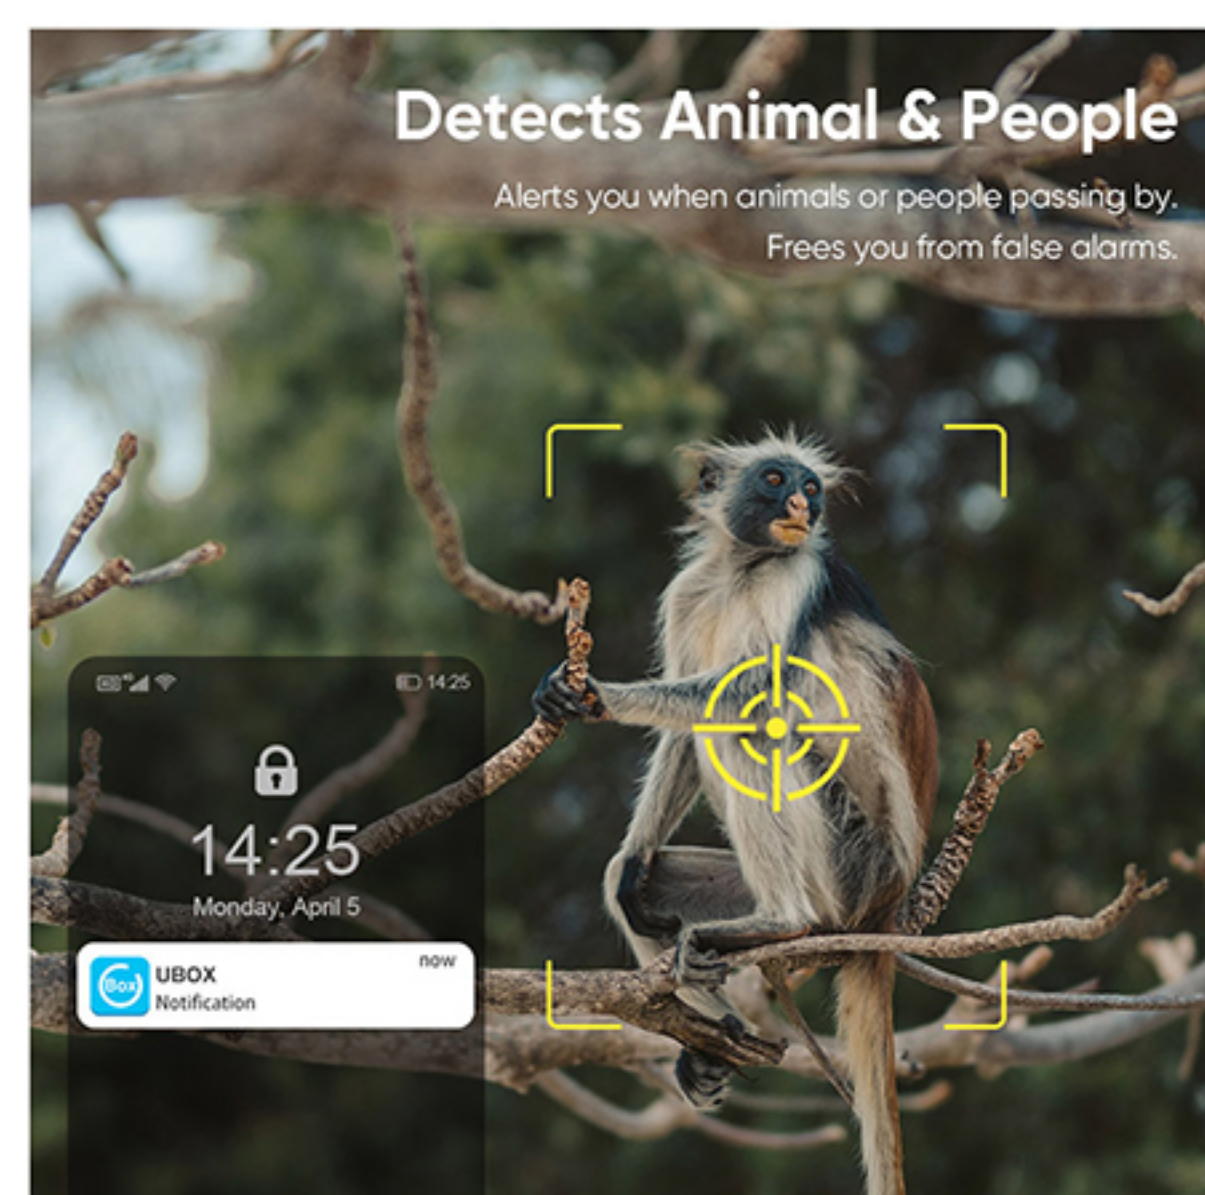 Detects Animal & People
Alerts you when animals or people passing by.
Frees you from false alarms.
14:25
14:25
Monday, April 5
now
Box
UBOX
Notification